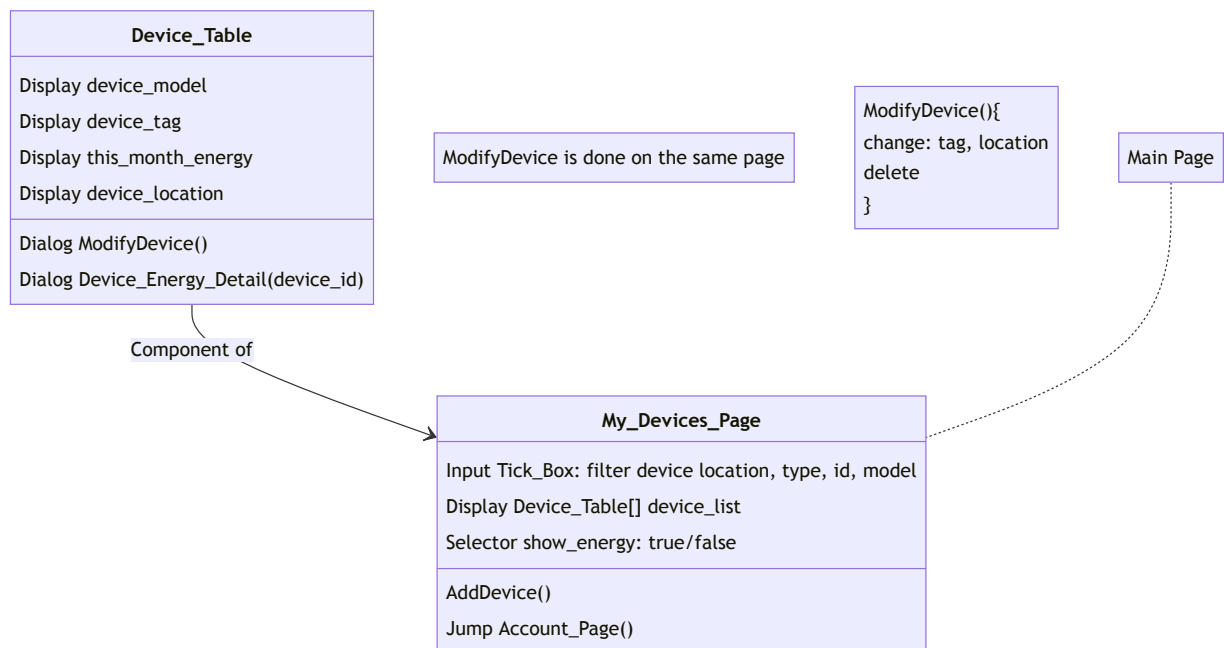 Device_Table
Display device_model
Display device_tag
Display this_month_energy
Display device_location
Dialog ModifyDevice()
Dialog Device_Energy_Detail(device_id)
ModifyDevice is done on the same page
ModifyDevice(){
change: tag, location
delete
}
Main Page
Component of
My_Devices_Page
Input Tick_Box: filter device location, type, id, model
Display Device_Table[] device_list
Selector show_energy: true/false
AddDevice()
Jump Account_Page()